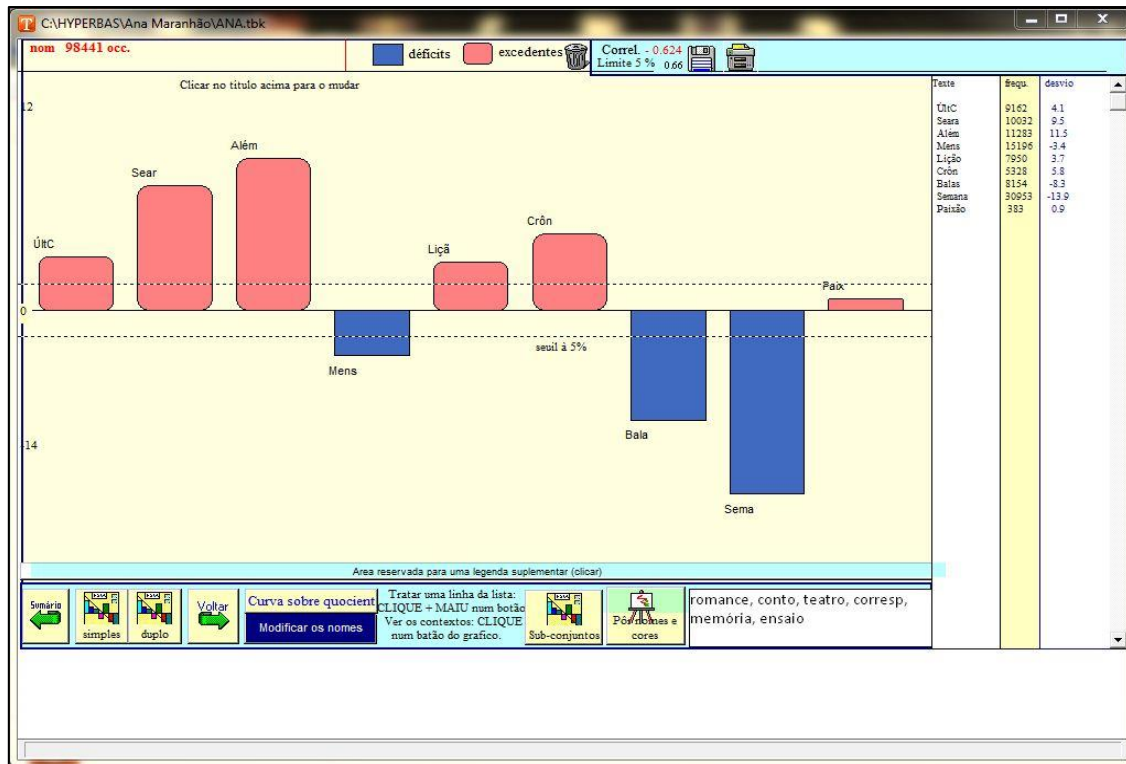 C:\HYPERBAS\Ana Maranhão\ANA.tbk
nom 98441 occ.
déficits
excedentes
Correl. - 0.624
Limite 5 % 0.66
Clicar no titulo acima para o mudar
12
0
-14
ÚltC
Sear
Além
Mens
Liçã
Crôn
Bala
Sema
Paix
seuil à 5%
Texte frequ. desvio
ÚltC 9162 4.1
Seara 10032 9.5
Além 11283 11.5
Mens 15196 -3.4
Lição 7950 3.7
Crôn 5328 5.8
Balas 8154 -8.3
Semana 30953 -13.9
Paixão 383 0.9
Area reservada para uma legenda suplementar (clicar)
Sumário
simples
duplo
Voltar
Curva sobre quocient
Modificar os nomes
Tratar uma linha da lista:
CLIQUE + MAIU num botão
Ver os contextos: CLIQUE
num batão do grafico.
Sub-conjuntos
Pôr nomes e
cores
romance, conto, teatro, corresp,
memória, ensaio